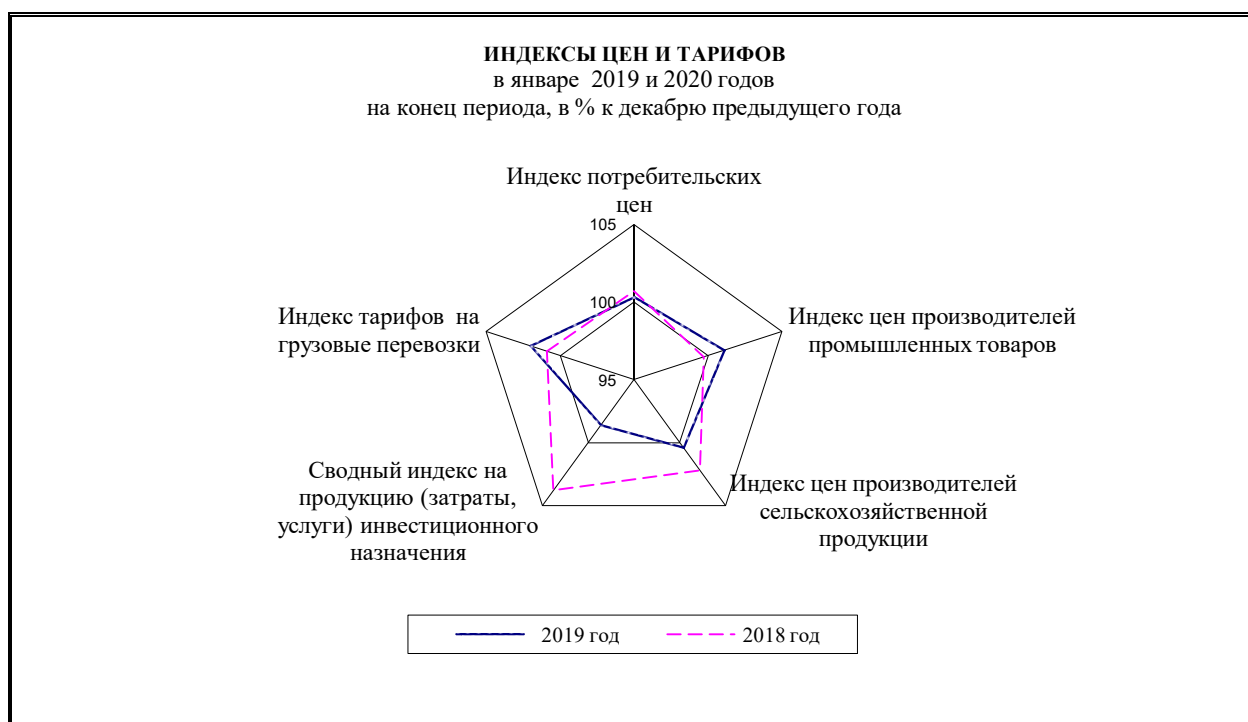 ИНДЕКСЫ ЦЕН И ТАРИФОВ
в январе 2019 и 2020 годов
на конец периода, в % к декабрю предыдущего года
Индекс потребительских
цен
105
100
95
Индекс тарифов на
грузовые перевозки
Индекс цен производителей
промышленных товаров
Сводный индекс на
продукцию (затраты,
услуги) инвестиционного
назначения
Индекс цен производителей
сельскохозяйственной
продукции
2019 год
2018 год